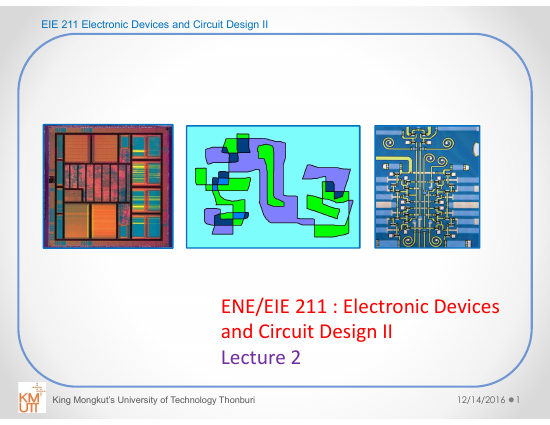 EIE 211 Electronic Devices and Circuit Design II
ENE/EIE 211 : Electronic Devices
and Circuit Design II
Lecture 2
KM
UTT
King Mongkut's University of Technology Thonburi
12/14/2016 ● 1